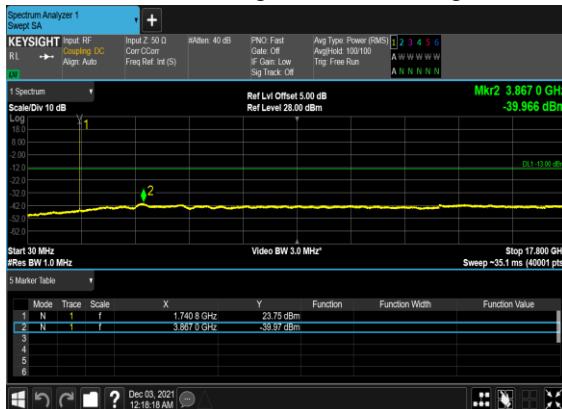 Spectrum Analyzer 1
Swept SA
+
KEYSIGHT Input: RF Input Z: 50 Ω #Atten: 40 dB PNO: Fast Avg Type: Power (RMS) 1 2 3 4 5 6
RL Coupling: DC Corr CCorr Gate: Off Avg|Hold: 100/100 A W W W W W
Align: Auto Freq Ref: Int (S) IF Gain: Low Trig: Free Run
Sig Track: Off A N N N N N
1 Spectrum Ref Lvl Offset 5.00 dB Mkr2 3.867 0 GHz
Scale/Div 10 dB Ref Level 28.00 dBm -39.966 dBm
Log
18.0 1
8.00
-2.00
-12.0 DL1 -13.00 dBm
-22.0
-32.0 2
-42.0
-52.0
-62.0
Start 30 MHz Video BW 3.0 MHz* Stop 17.800 GHz
#Res BW 1.0 MHz Sweep ~35.1 ms (40001 pts)
5 Marker Table
Mode Trace Scale X Y Function Function Width Function Value
1 N 1 f 1.740 8 GHz 23.75 dBm
2 N 1 f 3.867 0 GHz -39.97 dBm
3
4
5
6
? Dec 03, 2021
12:18:18 AM